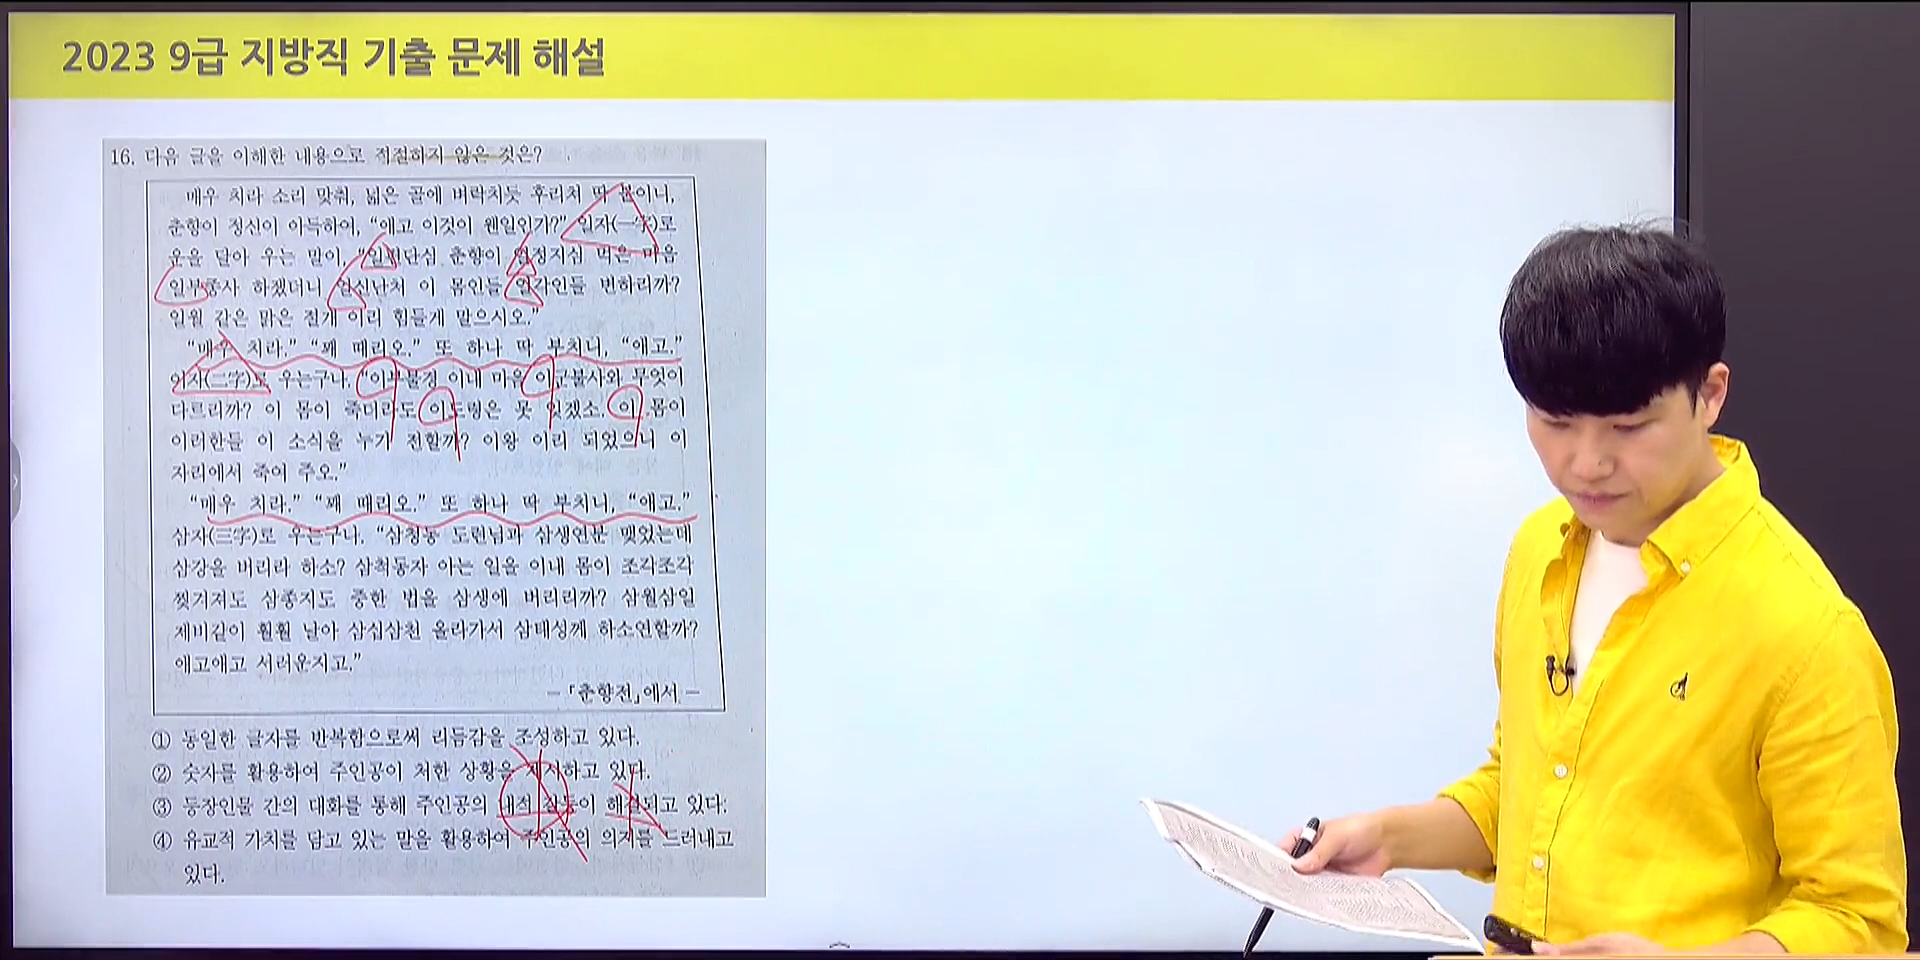 2023 9급 지방직 기출 문제 해설
16. 다음 글을 이해한 내용으로 적절하지 않은 것은?
매우 치라 소리 맞춰, 넓은 골에 벼락치듯 후리쳐 딱 붙이니,
춘향이 정신이 아득하여, “애고 이것이 웬일인가?” 일자(一字)로
운을 달아 우는 말이, “일편단심 춘향이 일정지심 먹은 마음
일부종사 하쟀더니 일신난처 이 몸인들 일각인들 변하리까?
일월 같은 맑은 절개 이리 힘들게 말으시오.”
“매우 치라.” “꽤 때리오.” 또 하나 딱 부치니, “애고.”
이자(二字)로 우는구나. “이부불경 이내 마음 이군불사와 무엇이
다르리까? 이 몸이 죽더라도 이도령은 못 잊겠소. 이 몸이
이러한들 이 소식을 누가 전할까? 이왕 이리 되었으니 이
자리에서 죽여 주오.”
“매우 치라.” “꽤 때리오.” 또 하나 딱 부치니, “애고.”
삼자(三字)로 우는구나. “삼청동 도련님과 삼생연분 맺었는데
삼강을 버리라 하소? 삼척동자 아는 일을 이내 몸이 조각조각
찢겨져도 삼종지도 중한 법을 삼생에 버리리까? 삼월삼일
제비같이 훨훨 날아 삼십삼천 올라가서 삼태성께 하소연할까?
애고애고 서러운지고.”
－「춘향전」에서－
① 동일한 글자를 반복함으로써 리듬감을 조성하고 있다.
② 숫자를 활용하여 주인공이 처한 상황을 제시하고 있다.
③ 등장인물 간의 대화를 통해 주인공의 내적 갈등이 해결되고 있다.
④ 유교적 가치를 담고 있는 말을 활용하여 주인공의 의지를 드러내고
있다.